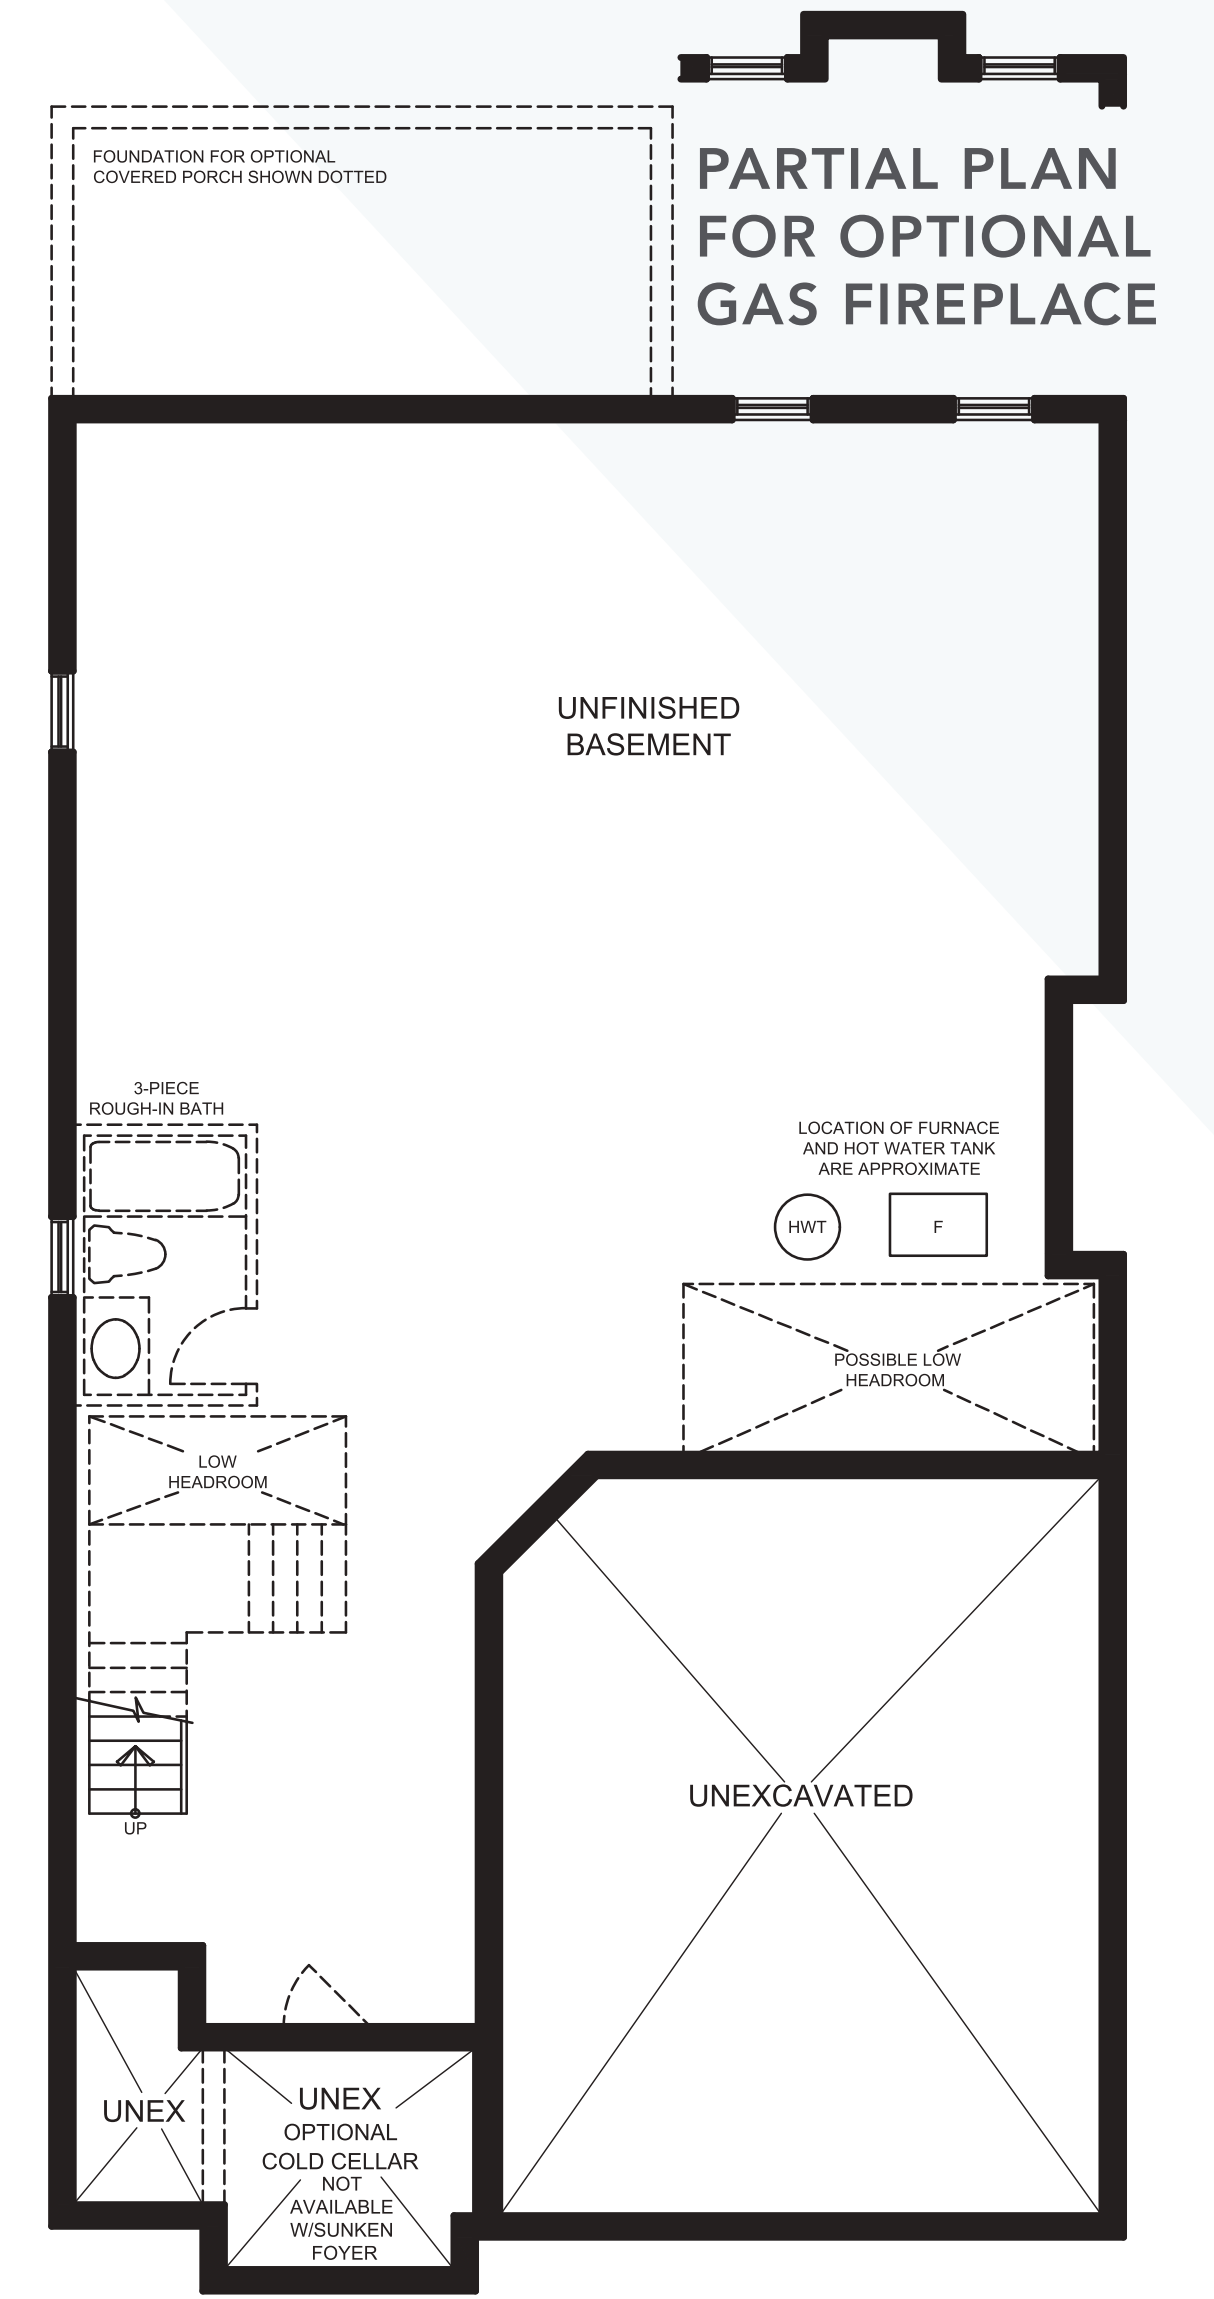 PARTIAL PLAN
FOR OPTIONAL
GAS FIREPLACE
FOUNDATION FOR OPTIONAL
COVERED PORCH SHOWN DOTTED
UNFINISHED
BASEMENT
3-PIECE
ROUGH-IN BATH
LOCATION OF FURNACE
AND HOT WATER TANK
ARE APPROXIMATE
HWT
F
POSSIBLE LOW
HEADROOM
LOW
HEADROOM
UNEXCAVATED
UP
UNEX
UNEX
OPTIONAL
COLD CELLAR
NOT
AVAILABLE
W/SUNKEN
FOYER